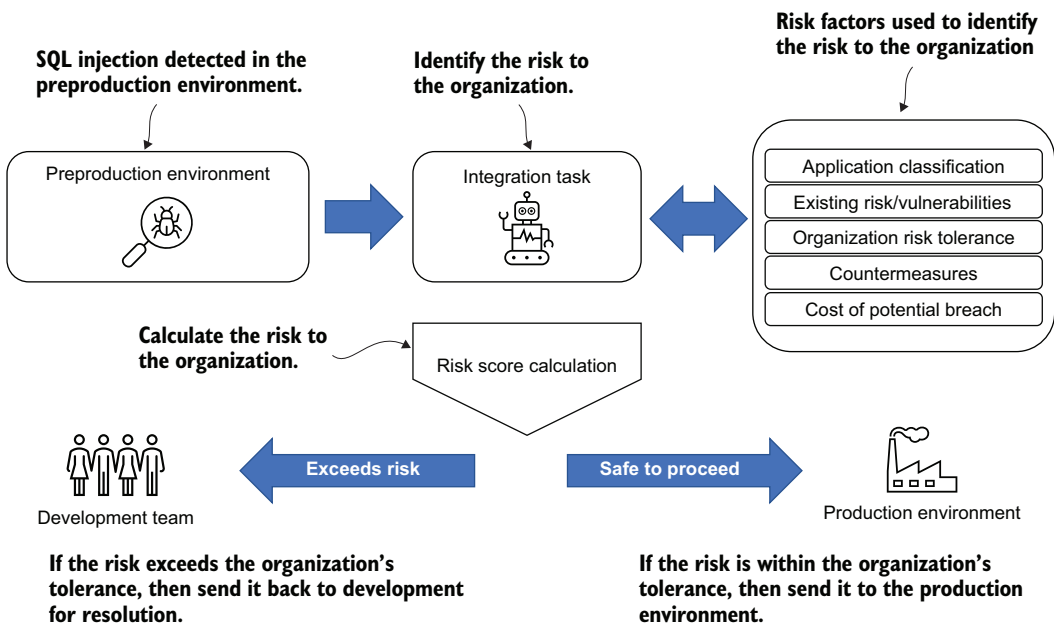 Risk factors used to identify
the risk to the organization
SQL injection detected in the
preproduction environment.
Identify the risk to
the organization.
Preproduction environment
Integration task
Application classification
Existing risk/vulnerabilities
Organization risk tolerance
Countermeasures
Cost of potential breach
Calculate the risk to
the organization.
Risk score calculation
Exceeds risk
Safe to proceed
Development team
Production environment
If the risk exceeds the organization’s
tolerance, then send it back to development
for resolution.
If the risk is within the organization’s
tolerance, then send it to the production
environment.